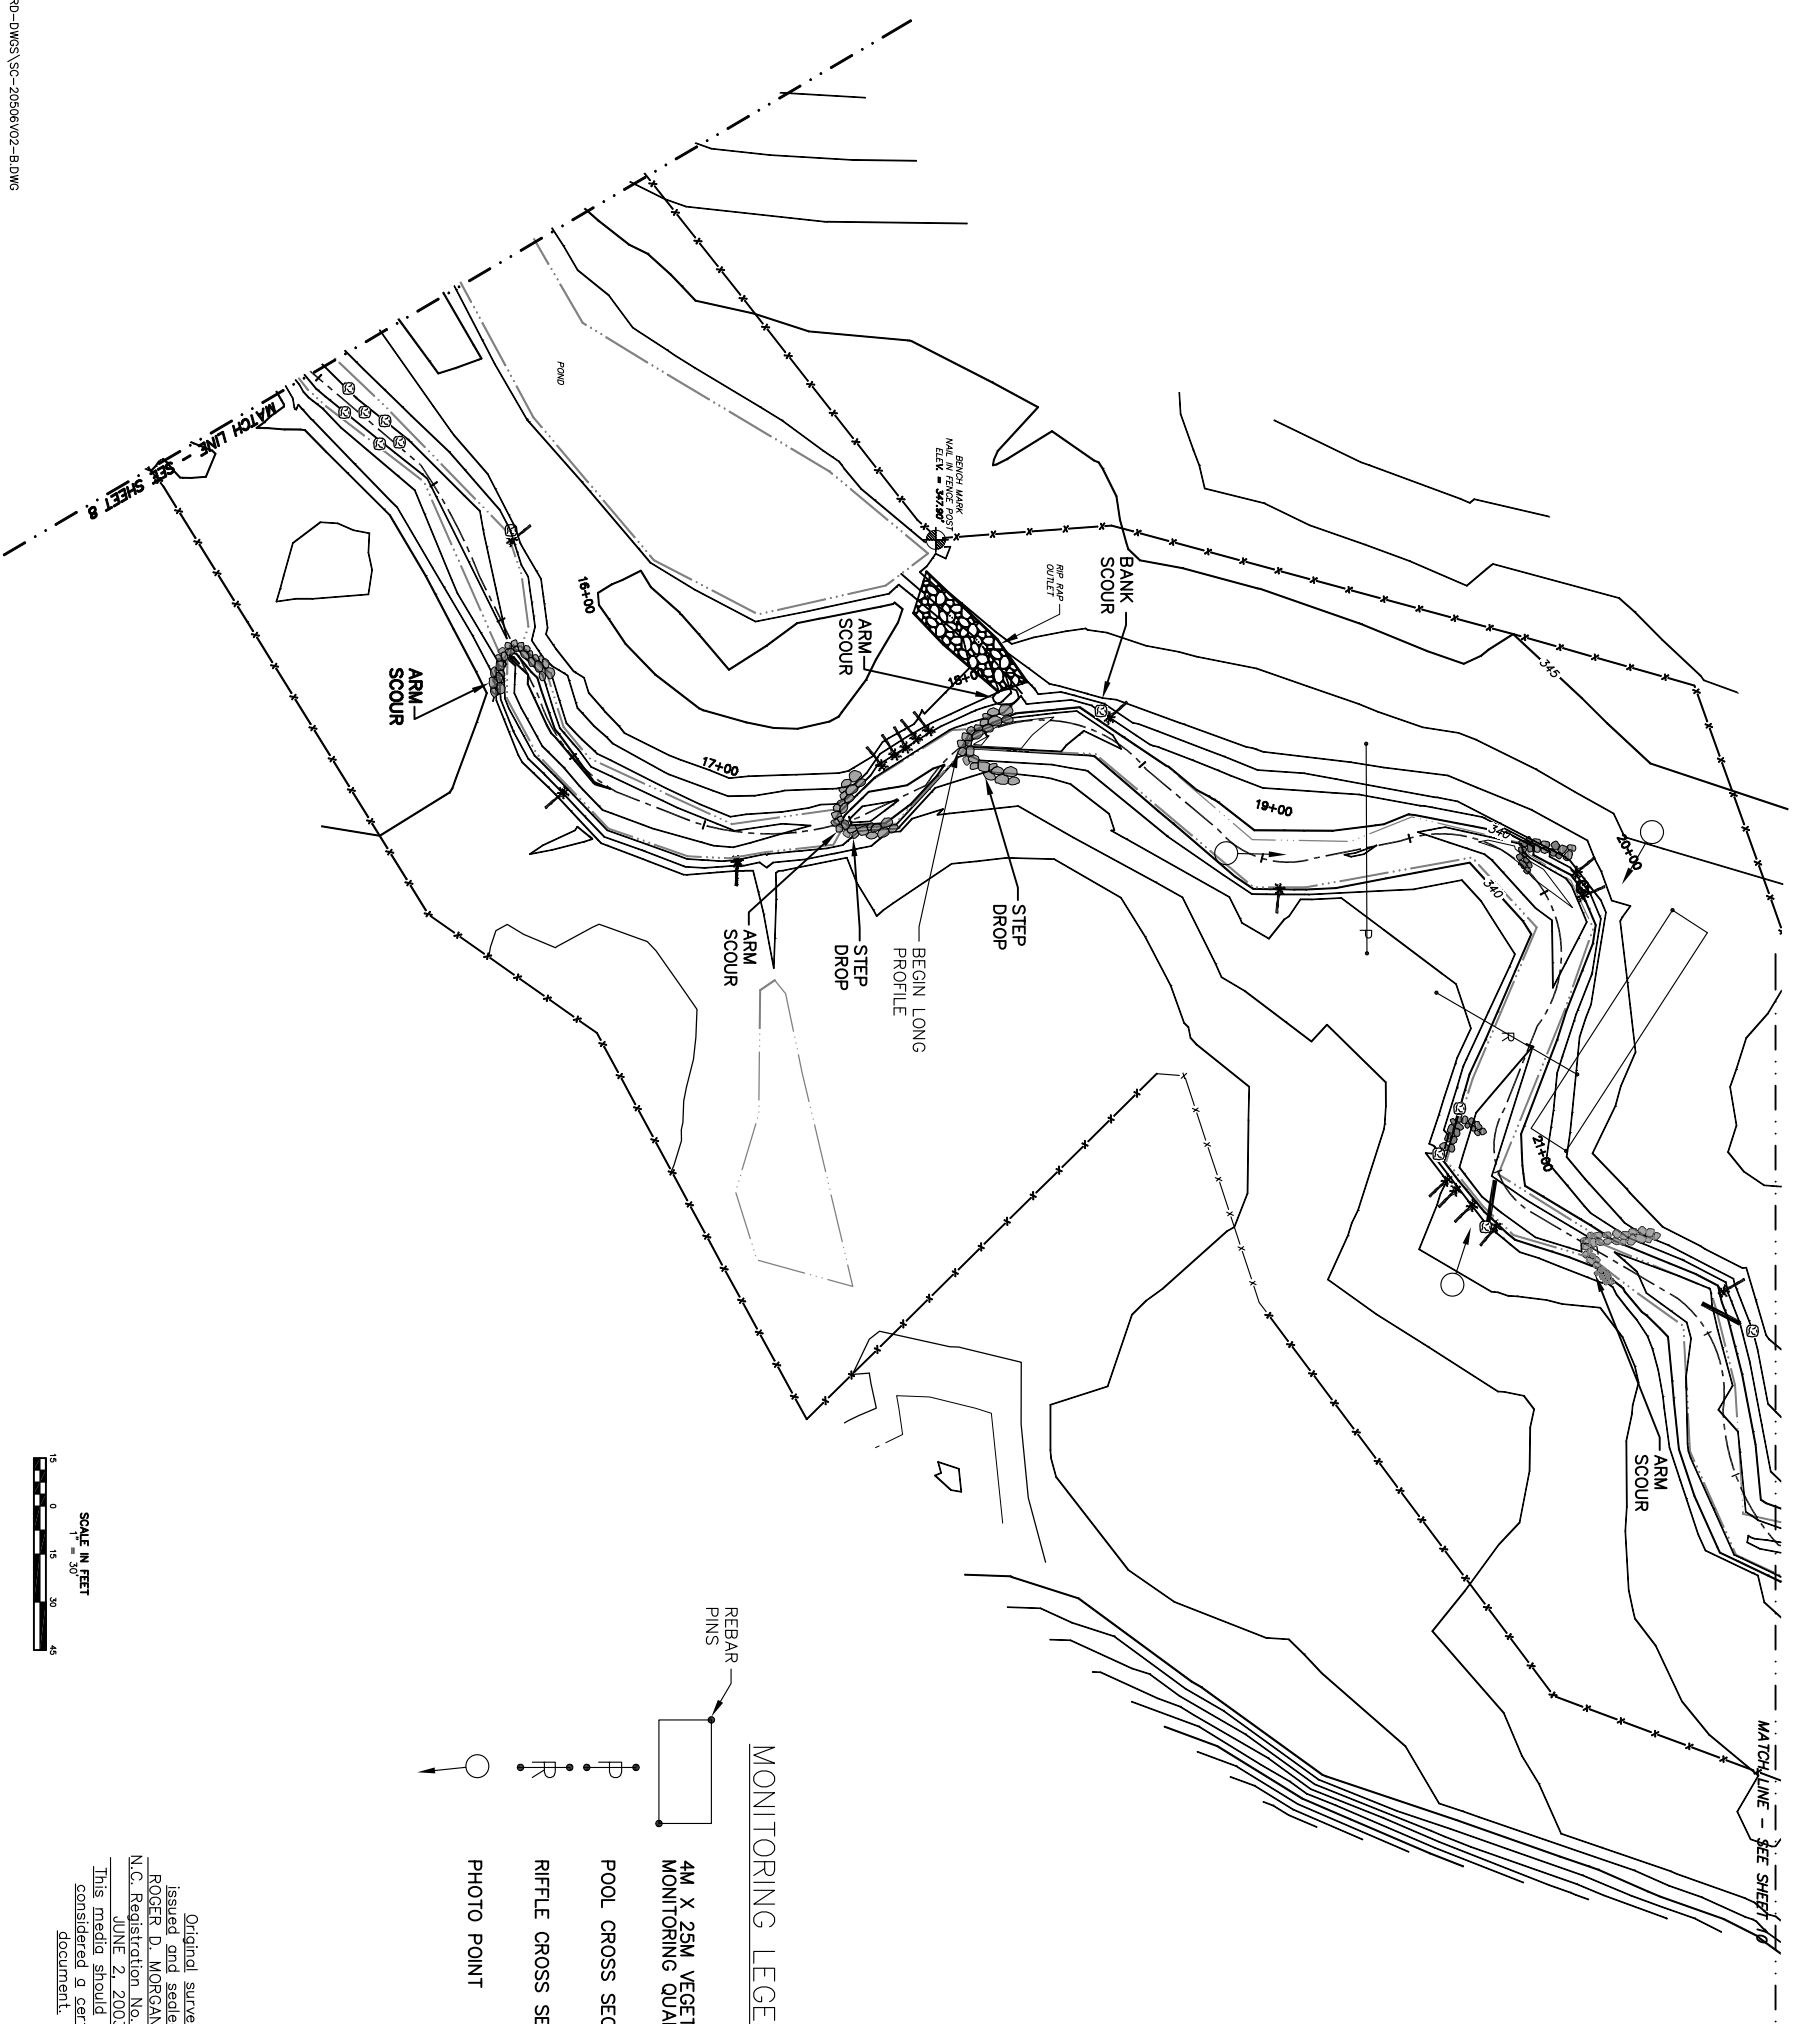 RD-DWGS\SC-20506V02-B.DWG
MATCH LINE - SEE SHEET 8
POND
BENCH MARK
NAIL IN FENCE POST
ELEV. = 347.90'
RIP RAP
OUTLET
BANK
SCOUR
ARM
SCOUR
ARM
SCOUR
16+00
17+00
18+00
19+00
20+00
21+00
345
340
340
P
R
STEP
DROP
BEGIN LONG
PROFILE
STEP
DROP
ARM
SCOUR
ARM
SCOUR
MATCH LINE - SEE SHEET 10
SCALE IN FEET
1" = 30'
15 0 15 30 45
MONITORING LEGE
REBAR
PINS
4M X 25M VEGET
MONITORING QUA
P
POOL CROSS SEC
R
RIFFLE CROSS SE
PHOTO POINT
Original surve
issued and seale
ROGER D. MORGAN
N.C. Registration No.
JUNE 2, 200
This media should
considered a cer
document.